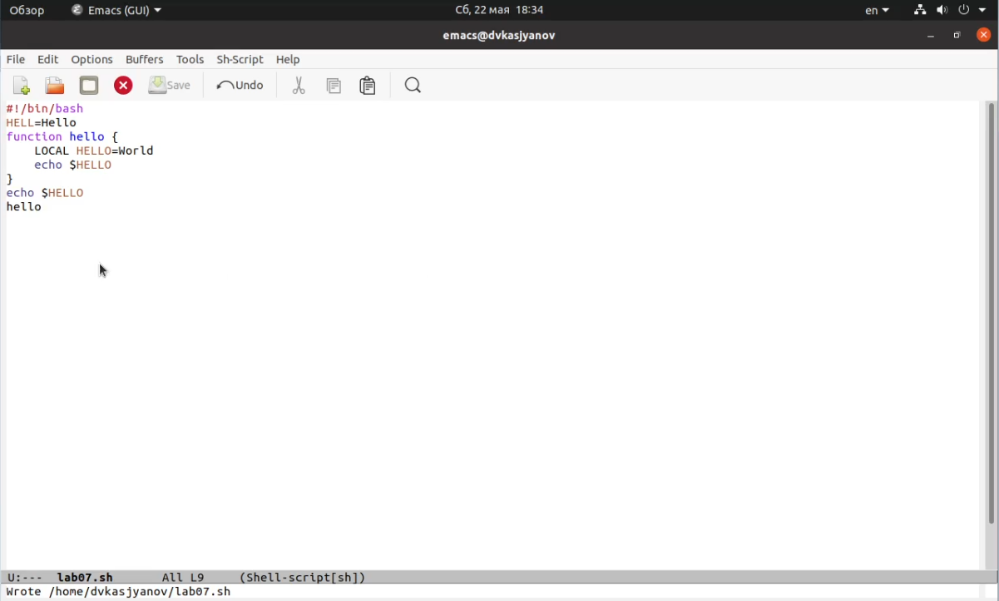 Обзор Emacs (GUI) Сб, 22 мая 18:34 en
emacs@dvkasjyanov
File Edit Options Buffers Tools Sh-Script Help
Save Undo
#!/bin/bash
HELL=Hello
function hello {
    LOCAL HELLO=World
    echo $HELLO
}
echo $HELLO
hello
U:--- lab07.sh All L9 (Shell-script[sh])
Wrote /home/dvkasjyanov/lab07.sh